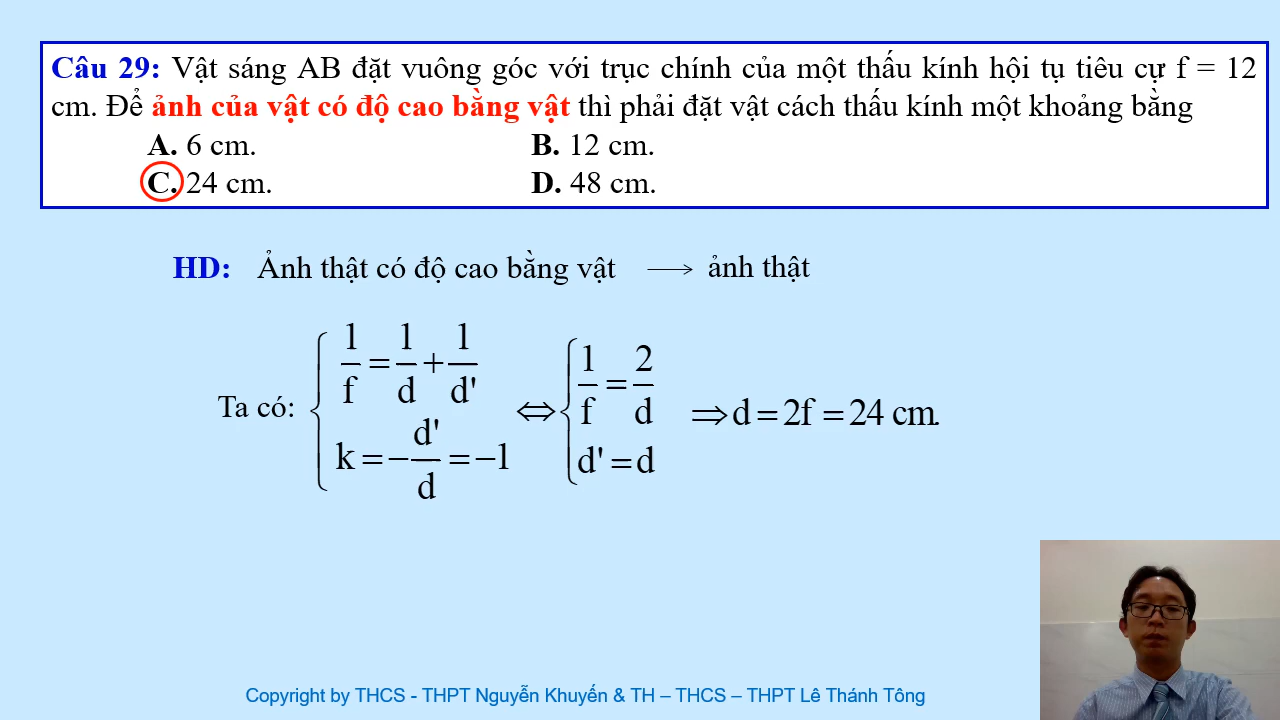 Câu 29: Vật sáng AB đặt vuông góc với trục chính của một thấu kính hội tụ tiêu cự f = 12
cm. Để ảnh của vật có độ cao bằng vật thì phải đặt vật cách thấu kính một khoảng bằng
A. 6 cm. B. 12 cm.
C. 24 cm. D. 48 cm.
HD: Ảnh thật có độ cao bằng vật → ảnh thật
Ta có: { 1/f = 1/d + 1/d' ; k = −d'/d = −1 ⇔ { 1/f = 2/d ; d' = d ⇒ d = 2f = 24 cm.
Copyright by THCS - THPT Nguyễn Khuyến & TH – THCS – THPT Lê Thánh Tông